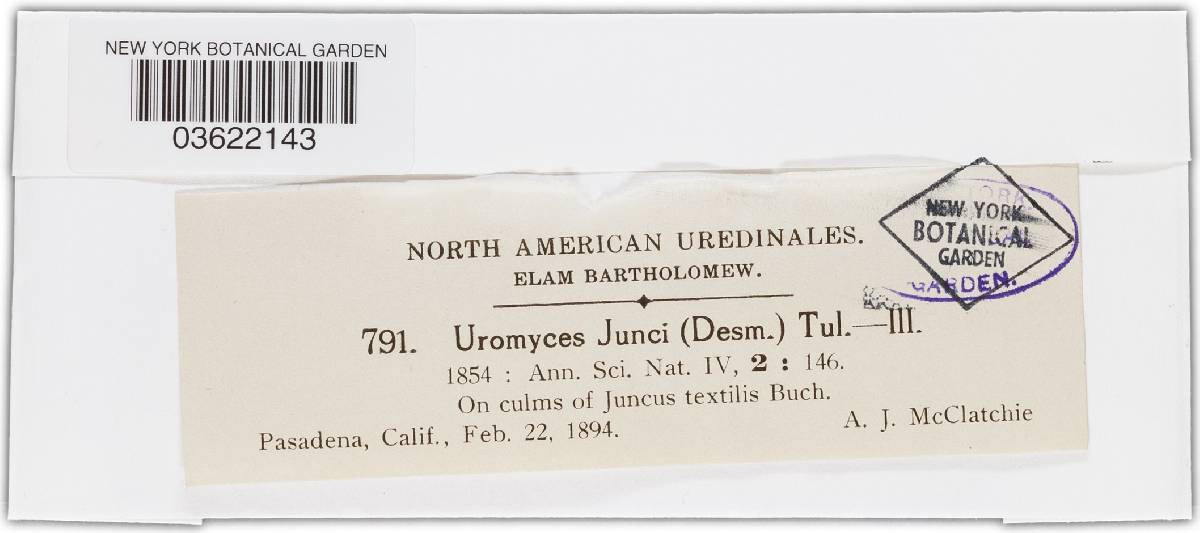 NEW YORK BOTANICAL GARDEN
03622143
NORTH AMERICAN UREDINALES.
ELAM BARTHOLOMEW.
791. Uromyces Junci (Desm.) Tul.—III.
1854 : Ann. Sci. Nat. IV, 2 : 146.
On culms of Juncus textilis Buch.
Pasadena, Calif., Feb. 22, 1894. A. J. McClatchie
NEW YORK
BOTANICAL
GARDEN
YORK
GARDEN.